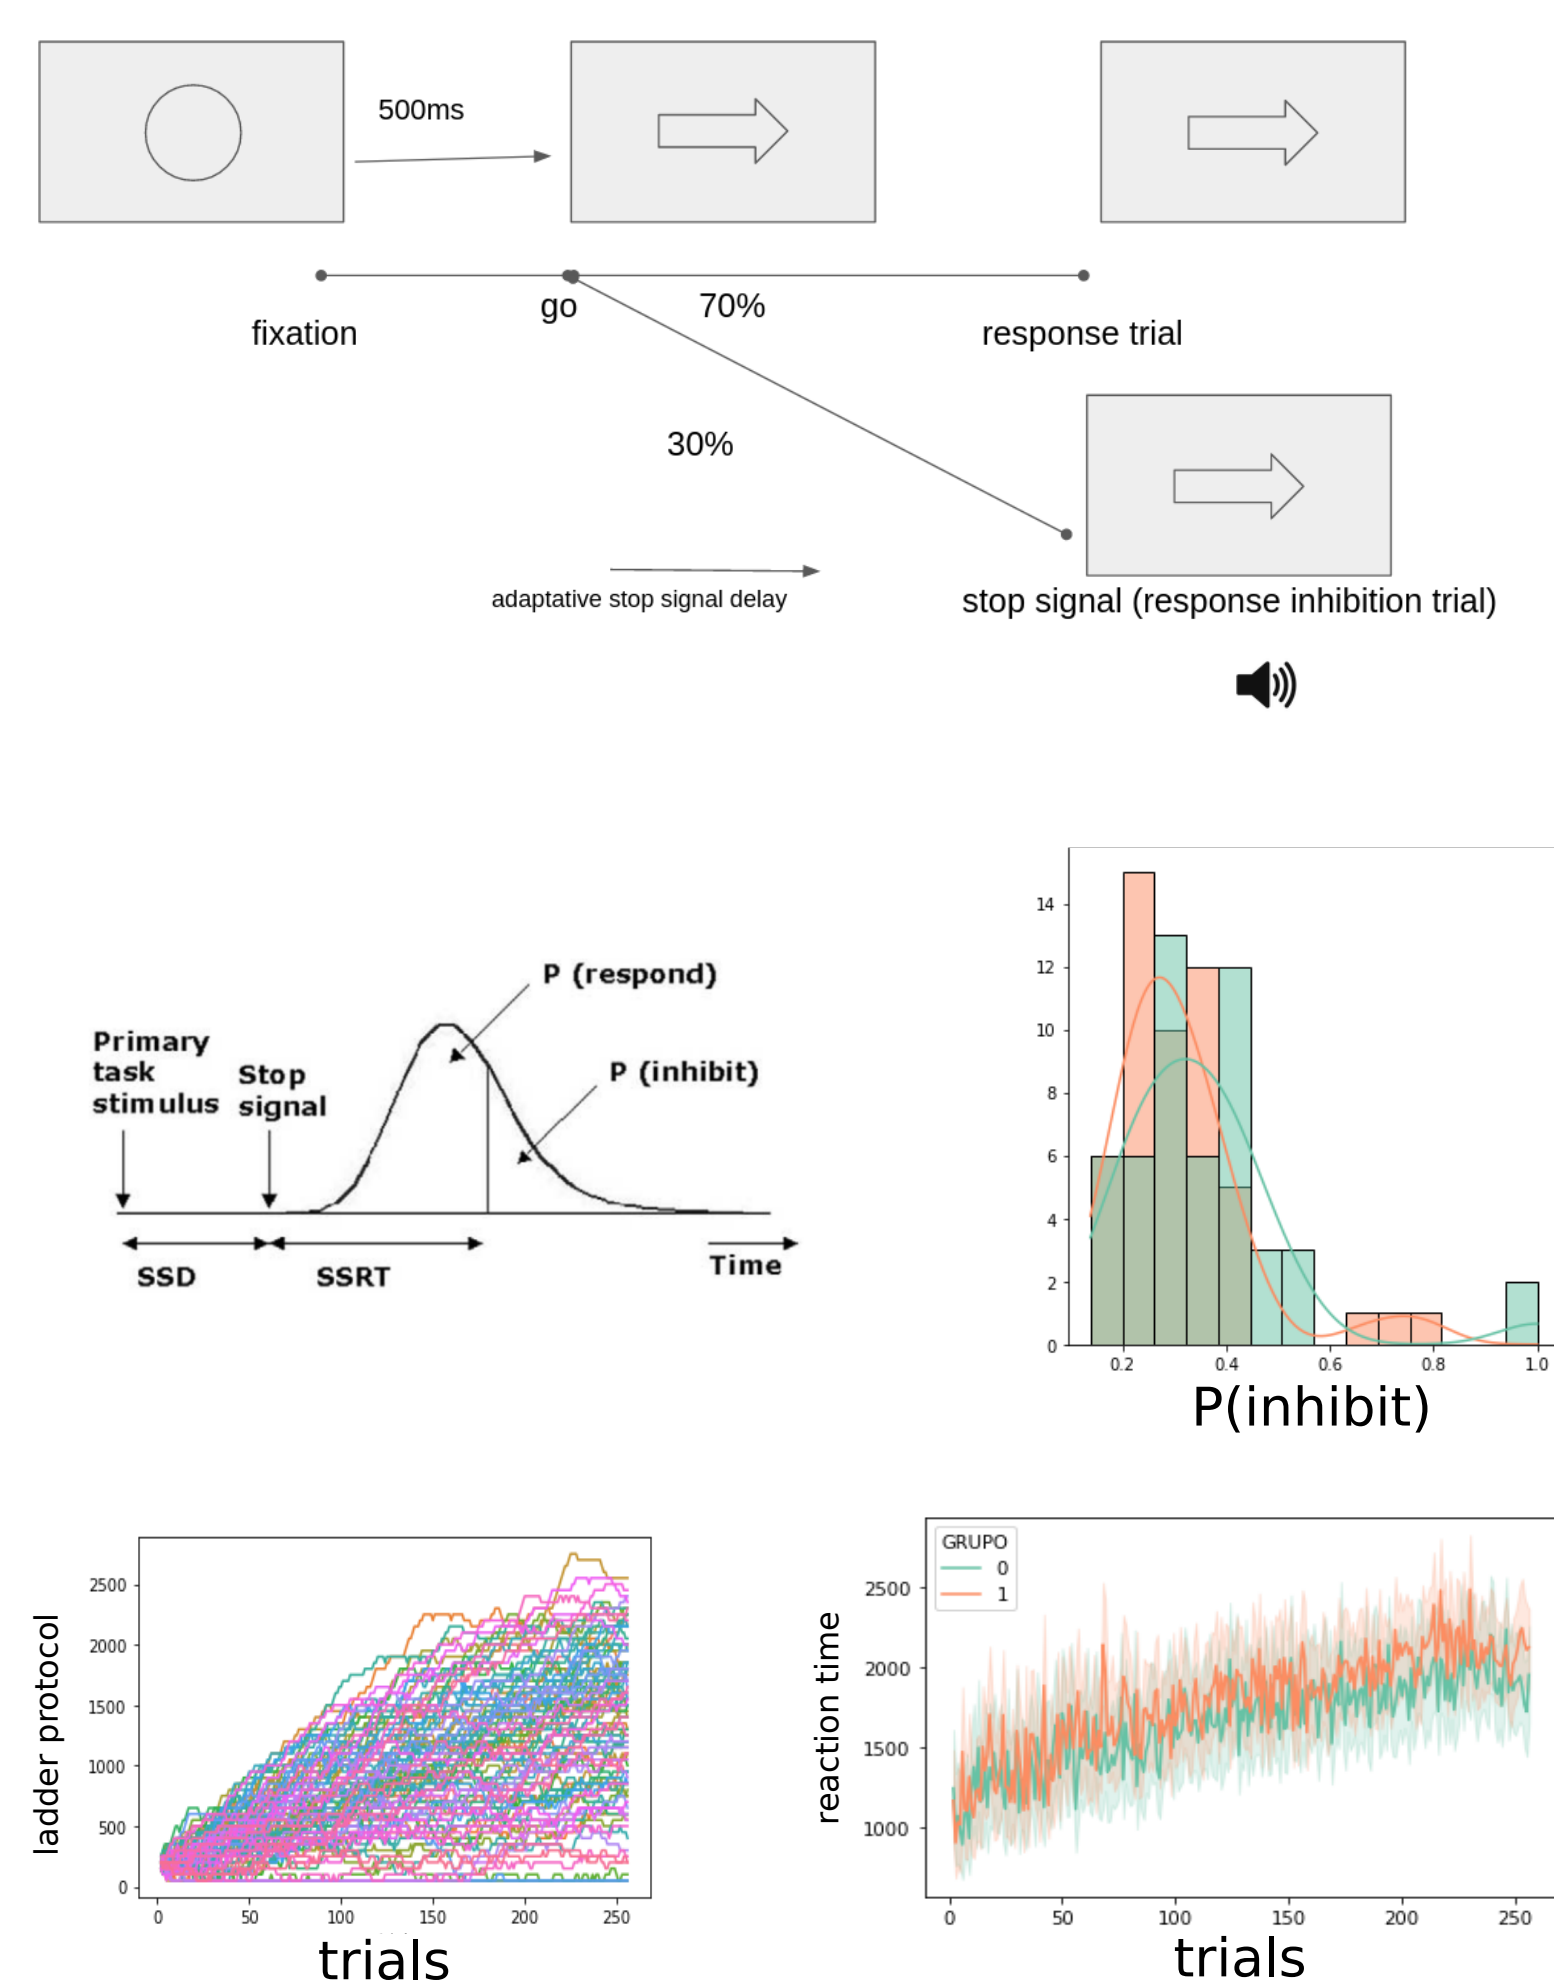 500ms
go
70%
fixation
response trial
30%
adaptative stop signal delay
stop signal (response inhibition trial)
P (respond)
Primary
task
stimulus
Stop
signal
P (inhibit)
SSD
SSRT
Time
14
12
10
8
6
4
2
0
0.2
0.4
0.6
0.8
1.0
P(inhibit)
ladder protocol
2500
2000
1500
1000
500
0
0
50
100
150
200
250
trials
reaction time
GRUPO
0
1
2500
2000
1500
1000
0
50
100
150
200
250
trials